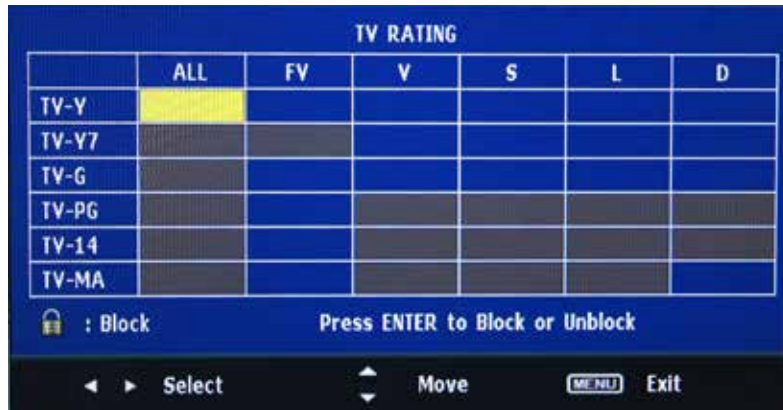 TV RATING
ALL FV V S L D
TV-Y
TV-Y7
TV-G
TV-PG
TV-14
TV-MA
: Block Press ENTER to Block or Unblock
Select Move MENU Exit